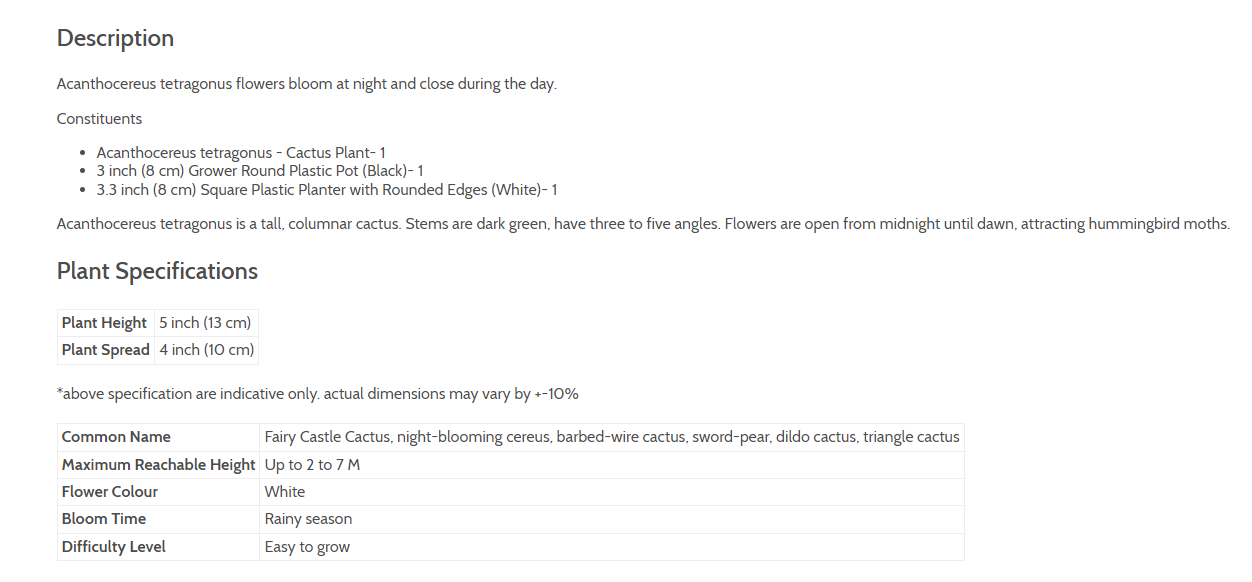 Description
Acanthocereus tetragonus flowers bloom at night and close during the day.
Constituents
• Acanthocereus tetragonus - Cactus Plant- 1
• 3 inch (8 cm) Grower Round Plastic Pot (Black)- 1
• 3.3 inch (8 cm) Square Plastic Planter with Rounded Edges (White)- 1
Acanthocereus tetragonus is a tall, columnar cactus. Stems are dark green, have three to five angles. Flowers are open from midnight until dawn, attracting hummingbird moths.
Plant Specifications
Plant Height 5 inch (13 cm)
Plant Spread 4 inch (10 cm)
*above specification are indicative only. actual dimensions may vary by +-10%
Common Name Fairy Castle Cactus, night-blooming cereus, barbed-wire cactus, sword-pear, dildo cactus, triangle cactus
Maximum Reachable Height Up to 2 to 7 M
Flower Colour White
Bloom Time Rainy season
Difficulty Level Easy to grow